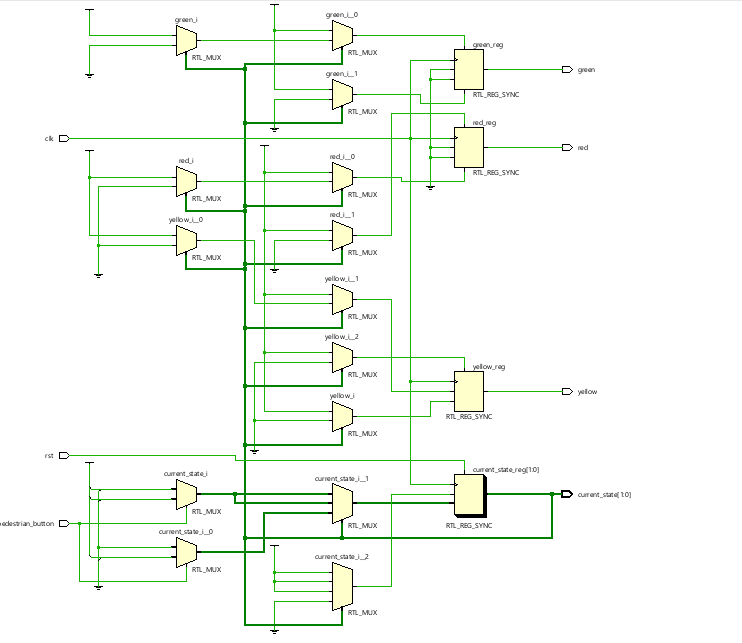 green_i
green_i__0
RTL_MUX
RTL_MUX
green_reg
green
RTL_REG_SYNC
green_i__1
RTL_MUX
red_reg
clk
red
RTL_REG_SYNC
red_i
red_i__0
RTL_MUX
RTL_MUX
yellow_i__0
red_i__1
RTL_MUX
RTL_MUX
yellow_i__1
RTL_MUX
yellow_i__2
yellow_reg
RTL_MUX
yellow
yellow_i
RTL_REG_SYNC
RTL_MUX
rst
current_state_i
current_state_reg[1:0]
current_state_i__1
current_state[1:0]
RTL_MUX
RTL_MUX
pedestrian_button
RTL_REG_SYNC
current_state_i__0
current_state_i__2
RTL_MUX
RTL_MUX